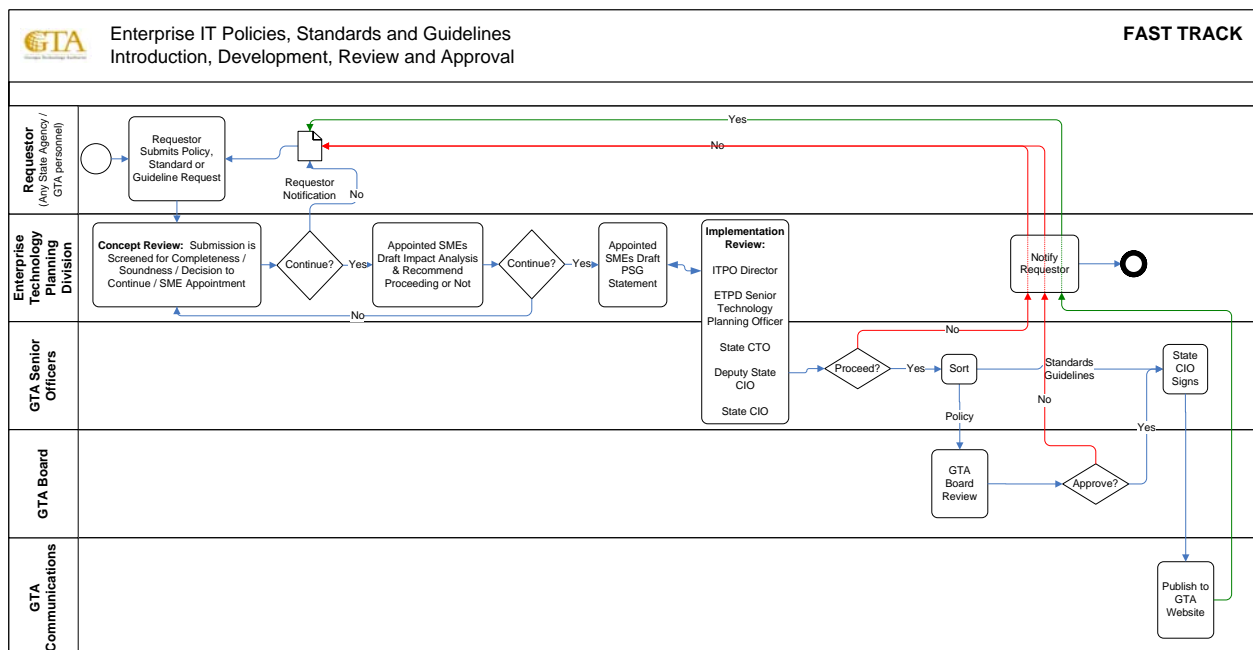 GTA
Georgia Technology Authority
Enterprise IT Policies, Standards and Guidelines
Introduction, Development, Review and Approval
FAST TRACK
Requestor
(Any State Agency /
GTA personnel)
Requestor
Submits Policy,
Standard or
Guideline Request
Requestor
Notification
No
Yes
No
Enterprise
Technology
Planning
Division
Concept Review: Submission is
Screened for Completeness /
Soundness / Decision to
Continue / SME Appointment
Continue?
Yes
Appointed SMEs
Draft Impact Analysis
& Recommend
Proceeding or Not
Continue?
Yes
No
Appointed
SMEs Draft
PSG
Statement
Implementation
Review:
ITPO Director
ETPD Senior
Technology
Planning Officer
State CTO
Deputy State
CIO
State CIO
Notify
Requestor
GTA Senior
Officers
Proceed?
No
Yes
Sort
Standards
Guidelines
Policy
No
Yes
State
CIO
Signs
GTA Board
GTA
Board
Review
Approve?
GTA
Communications
Publish to
GTA
Website